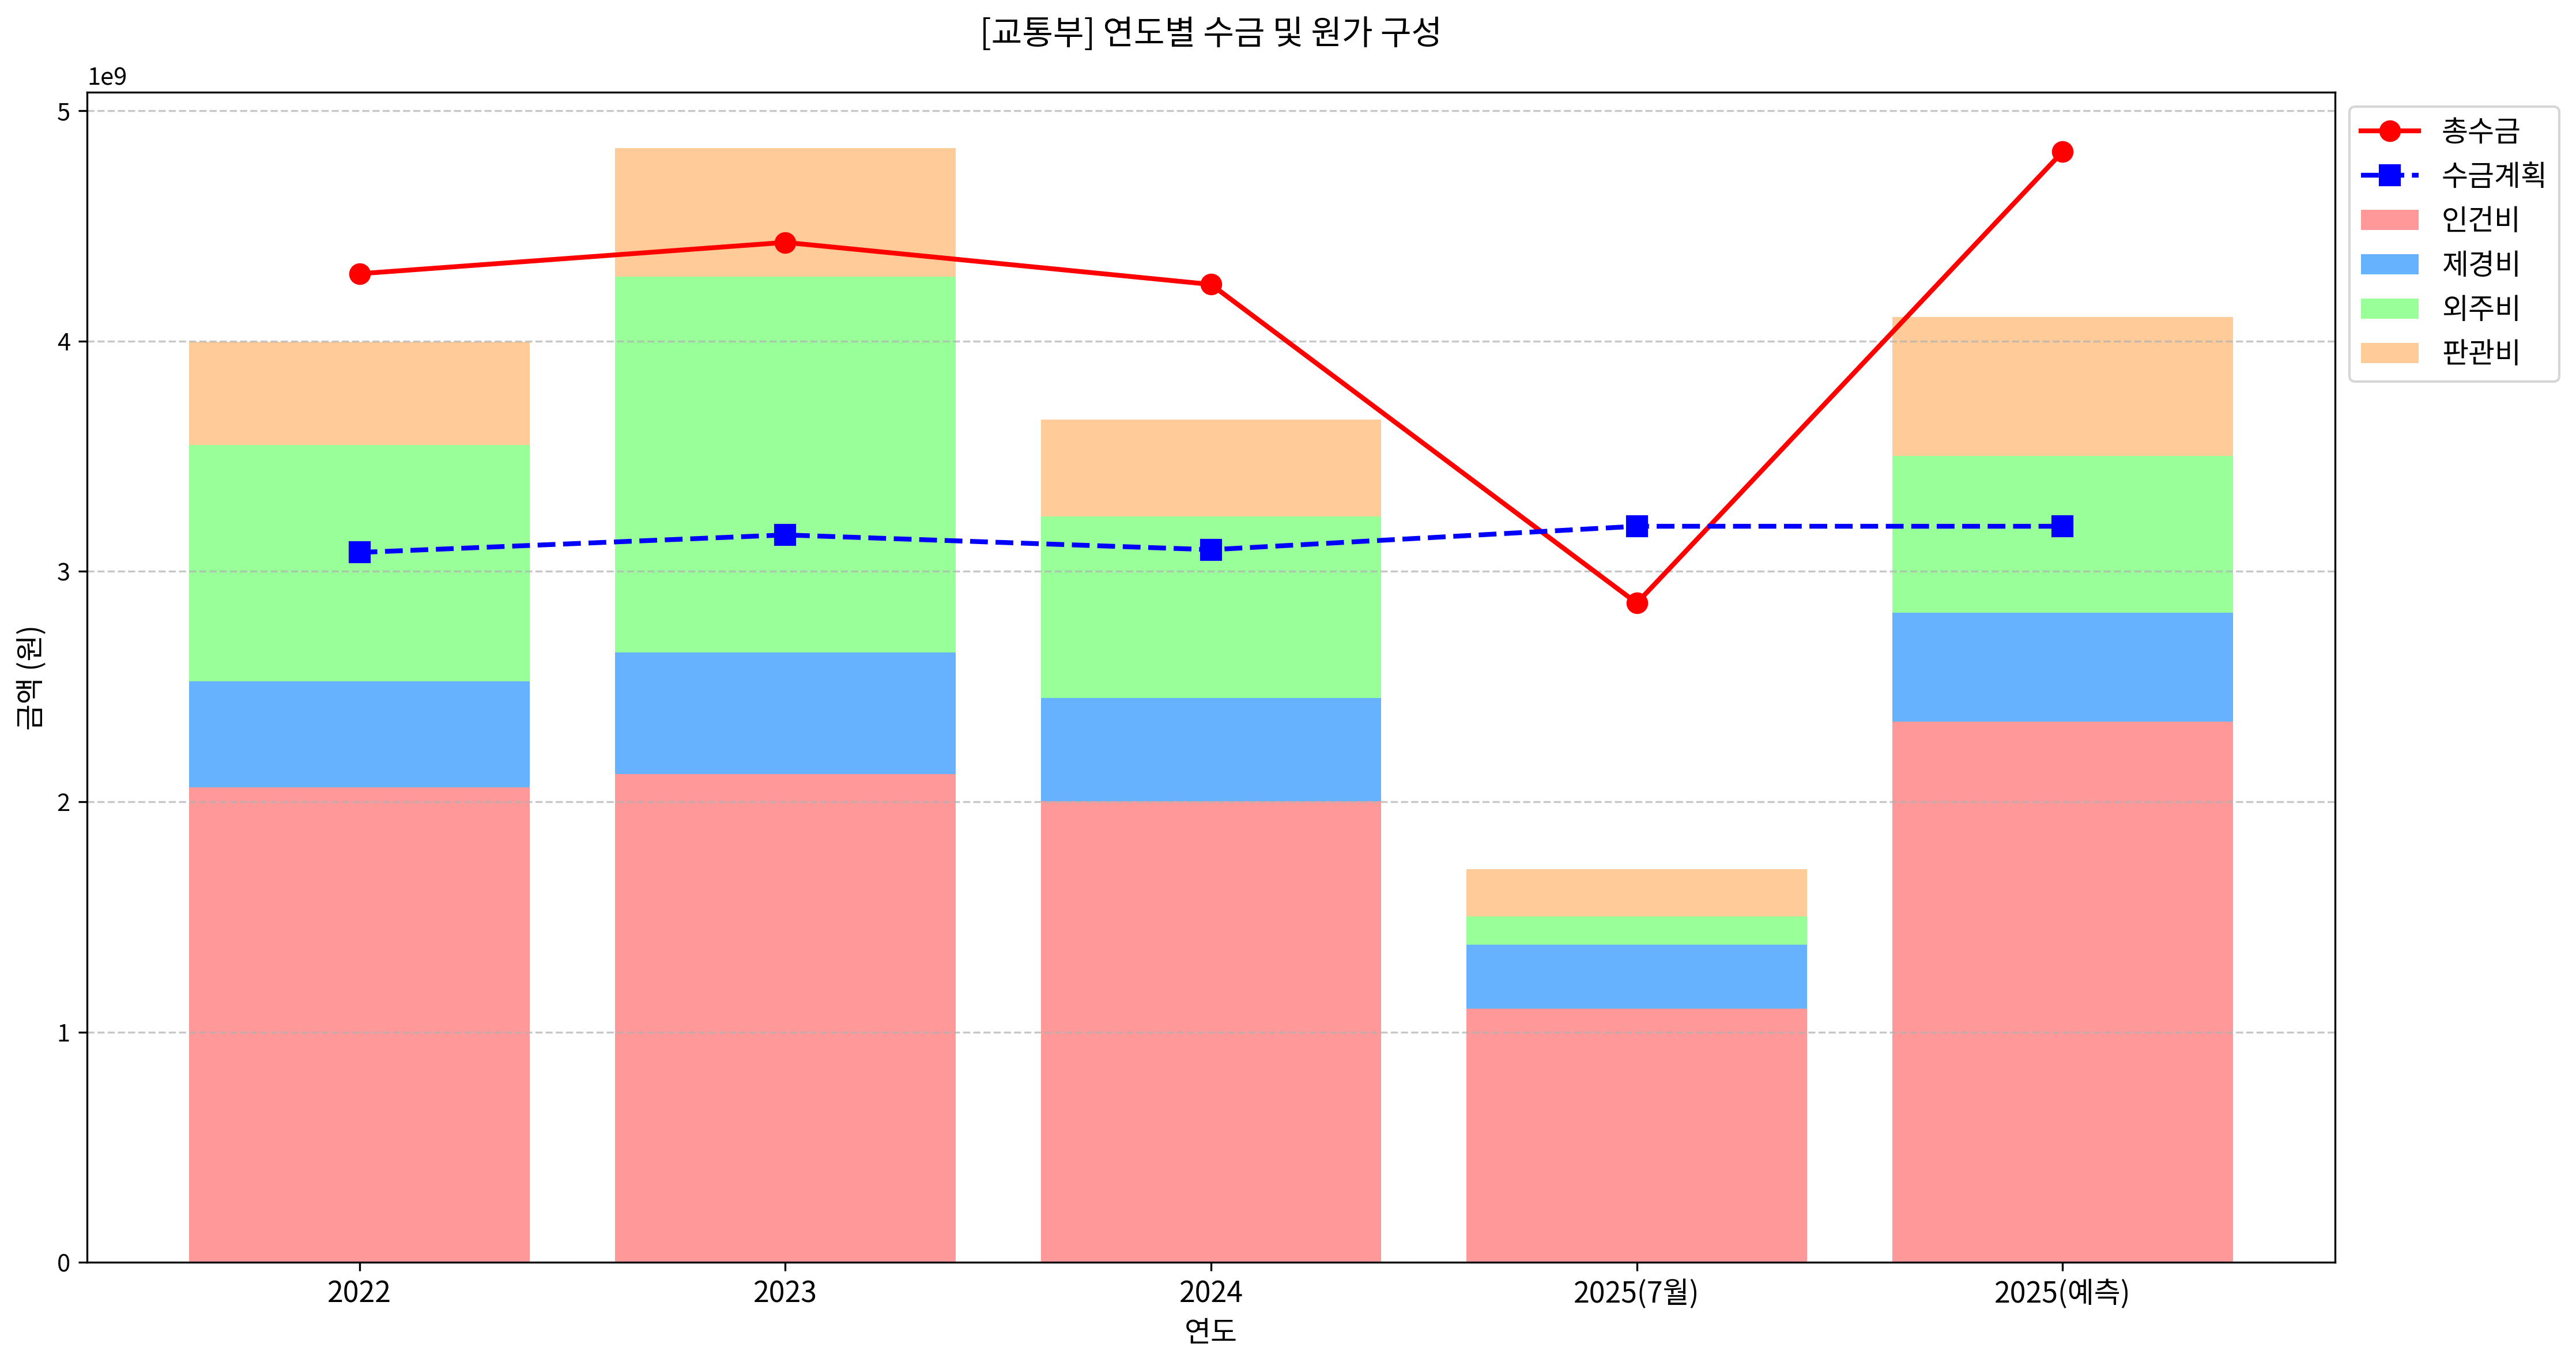 [교통부] 연도별 수금 및 원가 구성
1e9
5
4
3
2
1
0
금액 (원)
2022
2023
2024
2025(7월)
2025(예측)
연도
총수금
수금계획
인건비
제경비
외주비
판관비